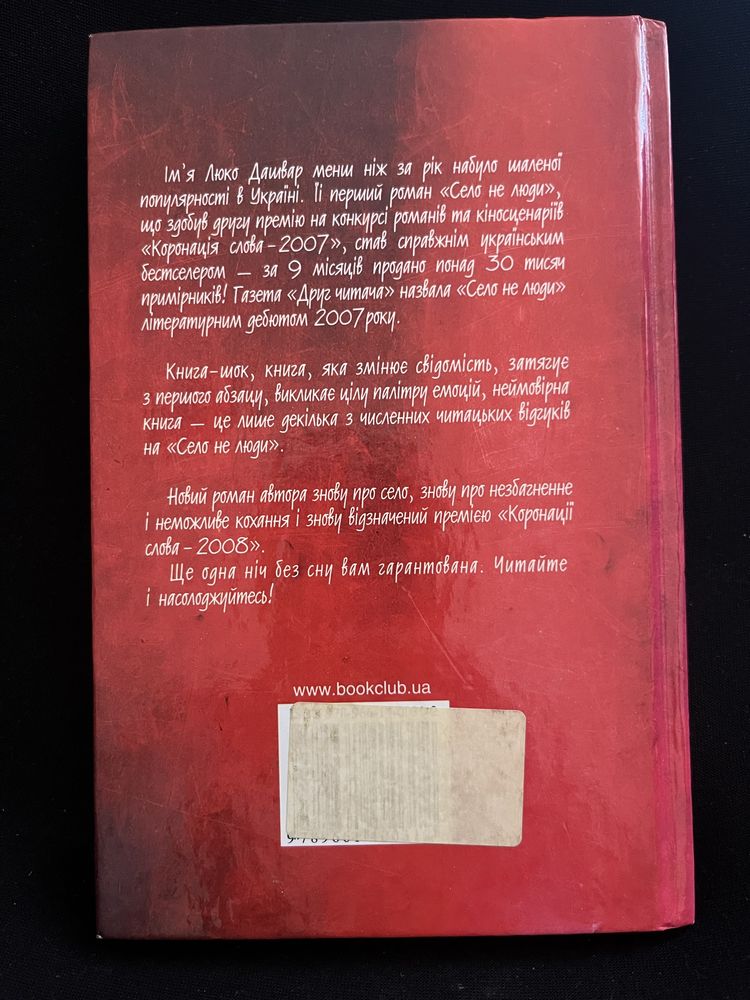 Ім'я Люко Дашвар менш ніж за рік набуло шаленої
популярності в Україні. Її перший роман «Село не люди»,
що здобув другу премію на конкурсі романів та кіносценаріїв
«Коронація слова – 2007», став справжнім українським
бестселером — за 9 місяців продано понад 30 тисяч
примірників! Газета «Друг читача» назвала «Село не люди»
літературним дебютом 2007 року.
Книга–шок, книга, яка змінює свідомість, затягує
з першого абзацу, викликає цілу палітру емоцій, неймовірна
книга — це лише декілька з численних читацьких відгуків
на «Село не люди».
Новий роман автора знову про село, знову про незбагненне
і неможливе кохання і знову відзначений премією «Коронації
слова – 2008».
Ще одна ніч без сну вам гарантована. Читайте
і насолоджуйтесь!
www.bookclub.ua